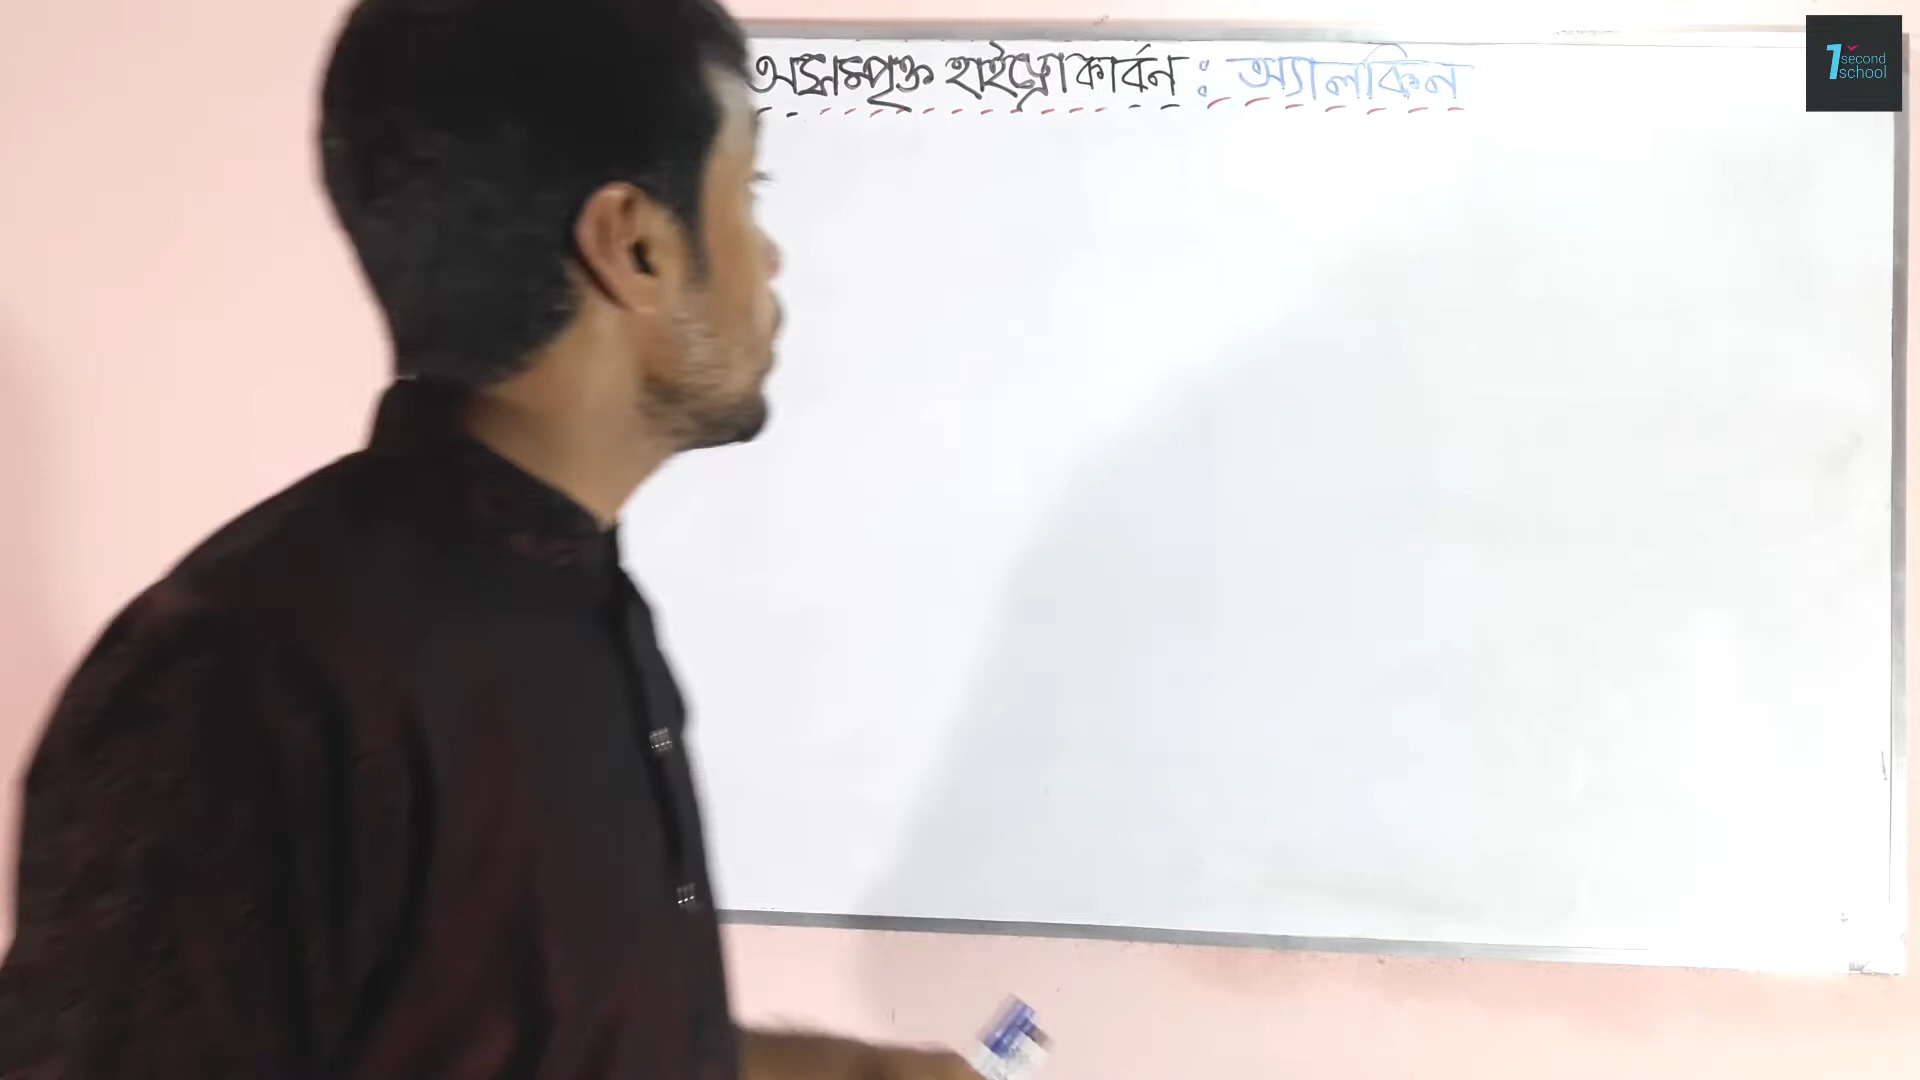 অসম্পৃক্ত হাইড্রোকার্বন : অ্যালকিন
1 second
school